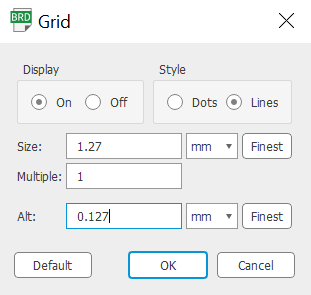 BRD Grid
Display Style
On Off Dots Lines
Size: 1.27 mm Finest
Multiple: 1
Alt: 0.127 mm Finest
Default OK Cancel